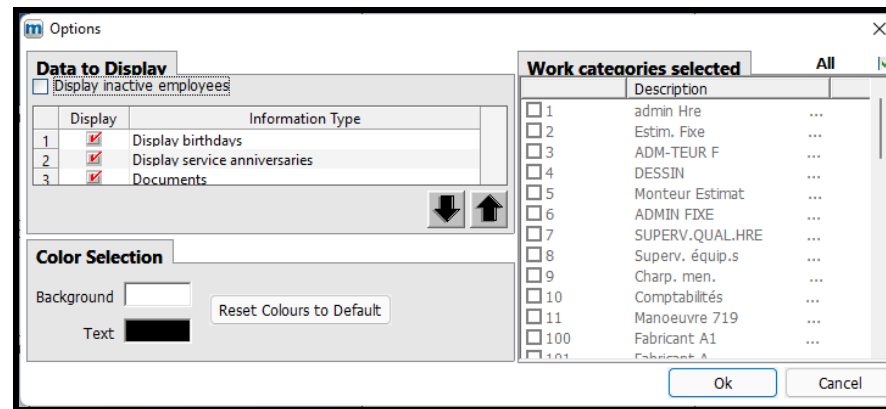 m Options
Data to Display
Display inactive employees
Display Information Type
1 Display birthdays
2 Display service anniversaries
3 Documents
Color Selection
Background
Reset Colours to Default
Text
Work categories selected All
Description
1 admin Hre ...
2 Estim. Fixe ...
3 ADM-TEUR F ...
4 DESSIN ...
5 Monteur Estimat ...
6 ADMIN FIXE ...
7 SUPERV.QUAL.HRE ...
8 Superv. équip.s ...
9 Charp. men. ...
10 Comptabilités ...
11 Manoeuvre 719 ...
100 Fabricant A1 ...
101 Fabricant A
Ok Cancel